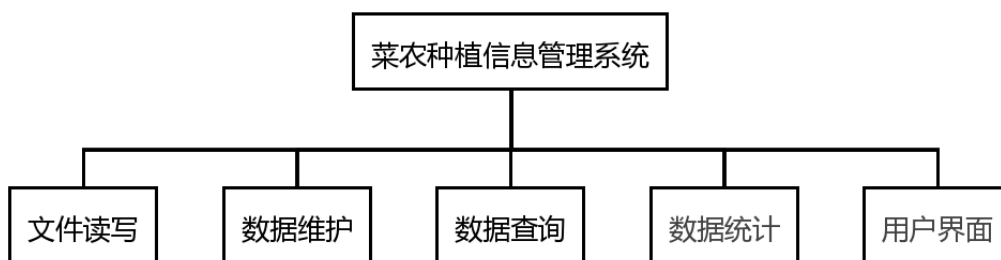 菜农种植信息管理系统
文件读写
数据维护
数据查询
数据统计
用户界面